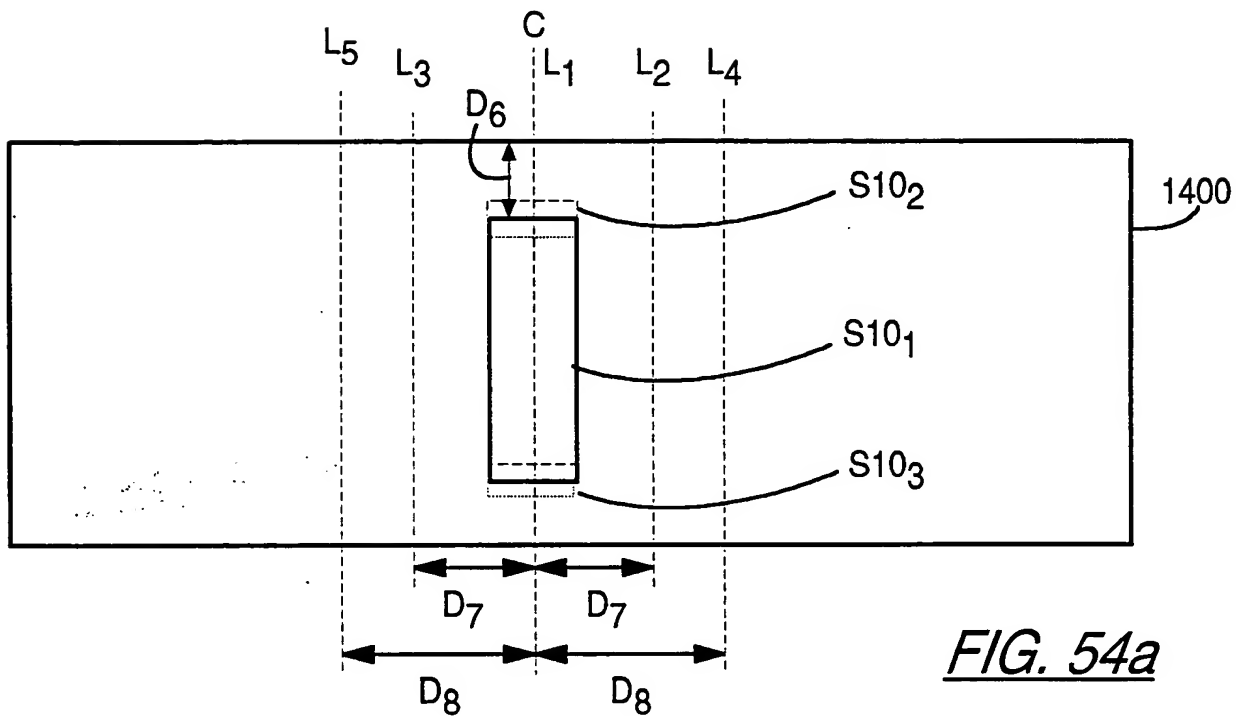 C
L5 L3 L1 L2 L4
D6
S102
1400
S101
S103
D7 D7
D8 D8
FIG. 54a